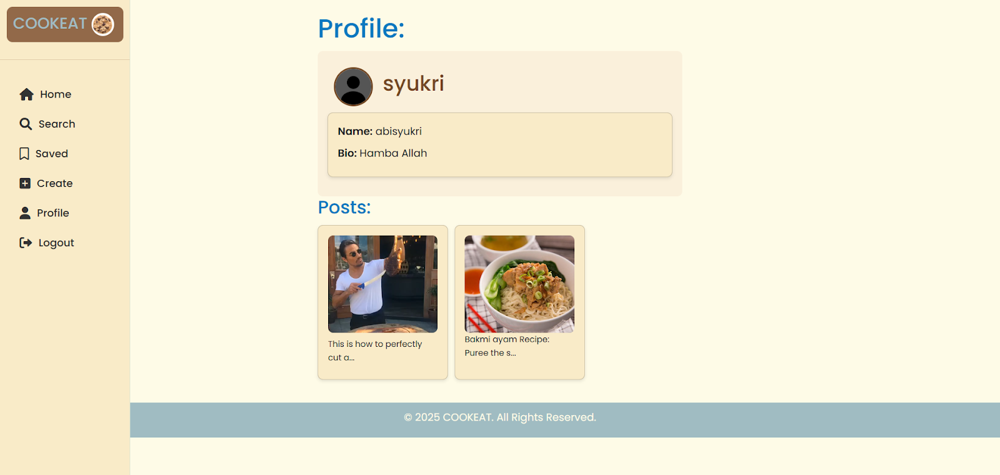 COOKEAT
Home
Search
Saved
Create
Profile
Logout
Profile:
syukri
Name: abisyukri
Bio: Hamba Allah
Posts:
This is how to perfectly
cut a...
Bakmi ayam Recipe:
Puree the s...
© 2025 COOKEAT. All Rights Reserved.